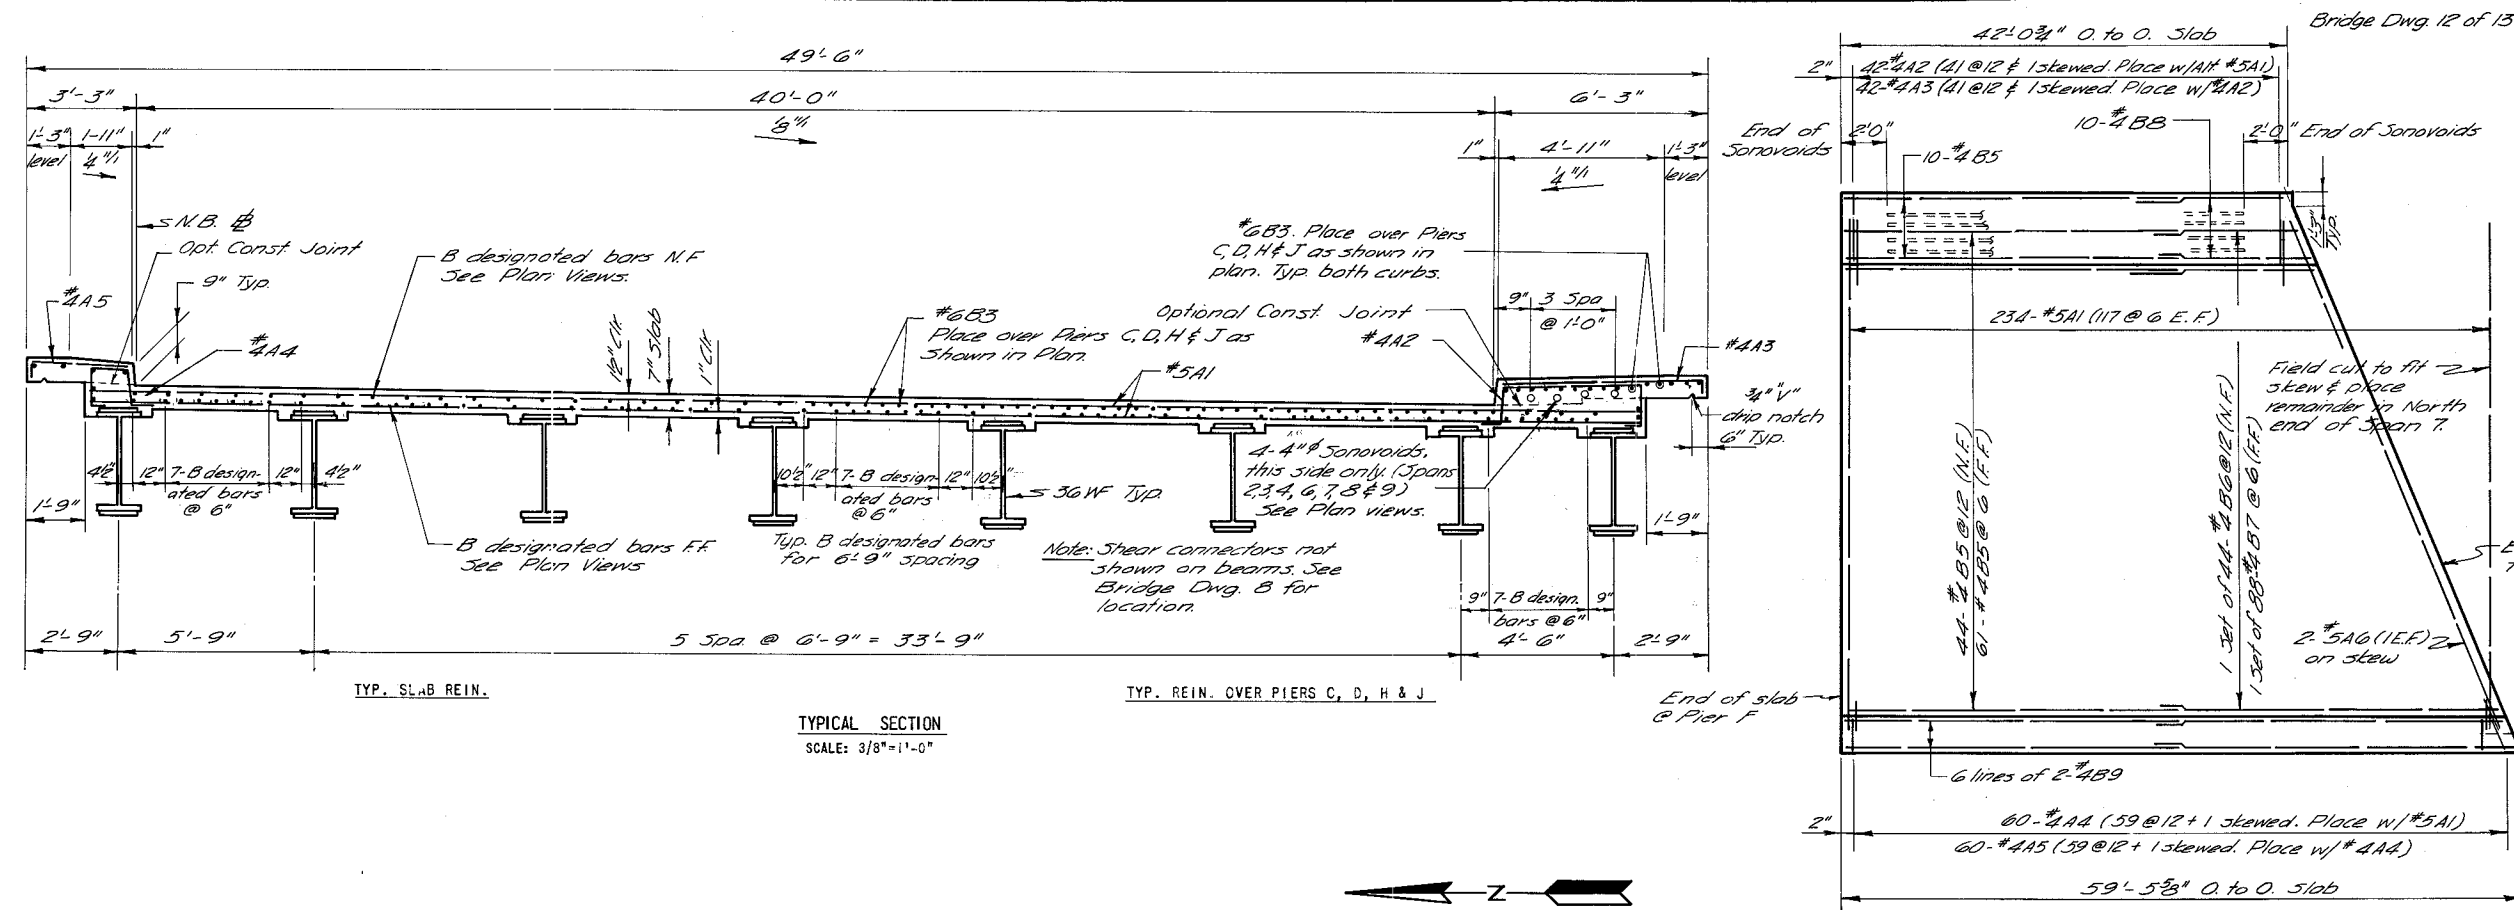 Bridge Dwg. 12 of 13
49'-6"
3'-3"
40'-0"
6'-3"
1/8"/1
1'-3"
level
1-11"
1/4"/1
1"
1"
4'-11"
1/4"/1
1'-3"
level
N.B.
Opt. Const. Joint
9" Typ.
#4A5
#4A4
B designated bars N.F.
See Plan Views.
1½" Clr.
7" Slab
1" Clr.
#6B3
Place over Piers C, D, H & J as
shown in Plan.
#5A1
#6B3. Place over Piers
C, D, H & J as shown in
plan. Typ. both curbs.
Optional Const. Joint
#4A2
9"
3 Spa
@ 1'-0"
#4A3
¾" "V"
drip notch
6" Typ.
4-4"ø Sonovoids,
this side only. (Spans
2,3,4, 6, 7, 8 & 9)
See Plan views.
4½"
12"
7-B design-
ated bars
@ 6"
12"
4½"
10½"
12"
7-B design-
ated bars
@ 6"
12"
10½"
36 WF Typ.
1'-9"
1'-9"
B designated bars F.F.
See Plan Views
Typ. B designated bars
for 6'-9" spacing
Note: Shear connectors not
shown on beams. See
Bridge Dwg. 8 for
location.
9"
7-B design.
bars @ 6"
9"
2'-9"
5'-9"
5 Spa. @ 6'-9" = 33'-9"
4'-6"
2'-9"
TYP. SLAB REIN.
TYP. REIN. OVER PIERS C, D, H & J
TYPICAL SECTION
SCALE: 3/8"=1'-0"
Z
42'-0¾" O. to O. Slab
2"
42-#4A2 (41 @ 12 & 1 skewed. Place w/Alt. #5A1)
42-#4A3 (41 @ 12 & 1 skewed. Place w/#4A2)
End of
Sonovoids
2'-0"
10-#4B8
2'-0"
End of Sonovoids
10-#4B5
1'-3"
Typ.
234-#5A1 (117 @ 6 E.F.)
Field cut to fit
skew & place
remainder in North
end of Span 7.
44-#4B5 @ 12 (N.F.)
61-#4B5 @ 6 (F.F.)
1 Set of 44-#4B6 @ 12 (N.F.)
1 Set of 88-#4B7 @ 6 (F.F.)
2-#5A6 (1 E.F.)
on skew
End of slab
@ Pier F
6 lines of 2-#4B9
2"
60-#4A4 (59 @ 12 + 1 skewed. Place w/#5A1)
60-#4A5 (59 @ 12 + 1 skewed. Place w/#4A4)
59'-5⅝" O. to O. Slab